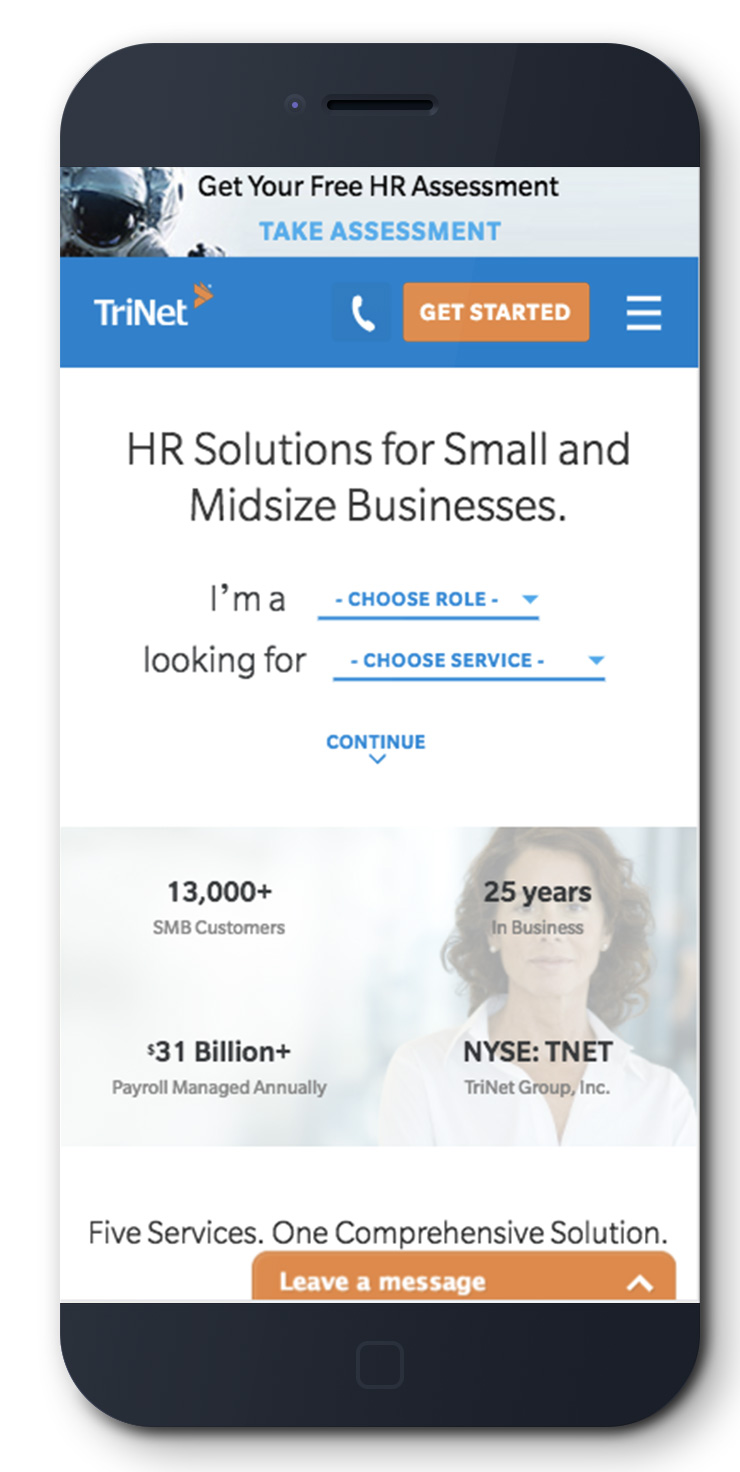 Get Your Free HR Assessment
TAKE ASSESSMENT
TriNet
GET STARTED
HR Solutions for Small and
Midsize Businesses.
I'm a - CHOOSE ROLE -
looking for - CHOOSE SERVICE -
CONTINUE
13,000+ 25 years
SMB Customers In Business
$31 Billion+ NYSE: TNET
Payroll Managed Annually TriNet Group, Inc.
Five Services. One Comprehensive Solution.
Leave a message